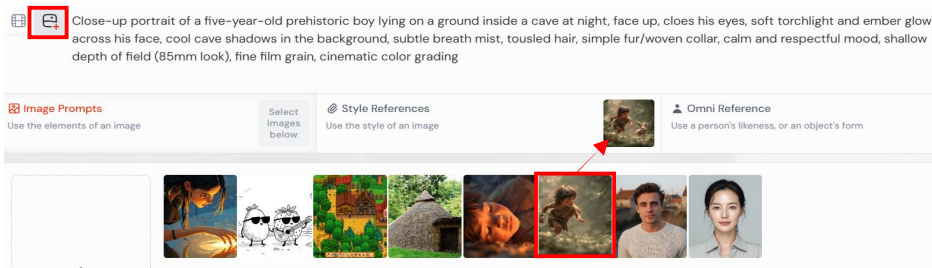 Close-up portrait of a five-year-old prehistoric boy lying on a ground inside a cave at night, face up, cloes his eyes, soft torchlight and ember glow
across his face, cool cave shadows in the background, subtle breath mist, tousled hair, simple fur/woven collar, calm and respectful mood, shallow
depth of field (85mm look), fine film grain, cinematic color grading
Image Prompts
Use the elements of an image
Select
images
below
Style References
Use the style of an image
Omni Reference
Use a person's likeness, or an object's form